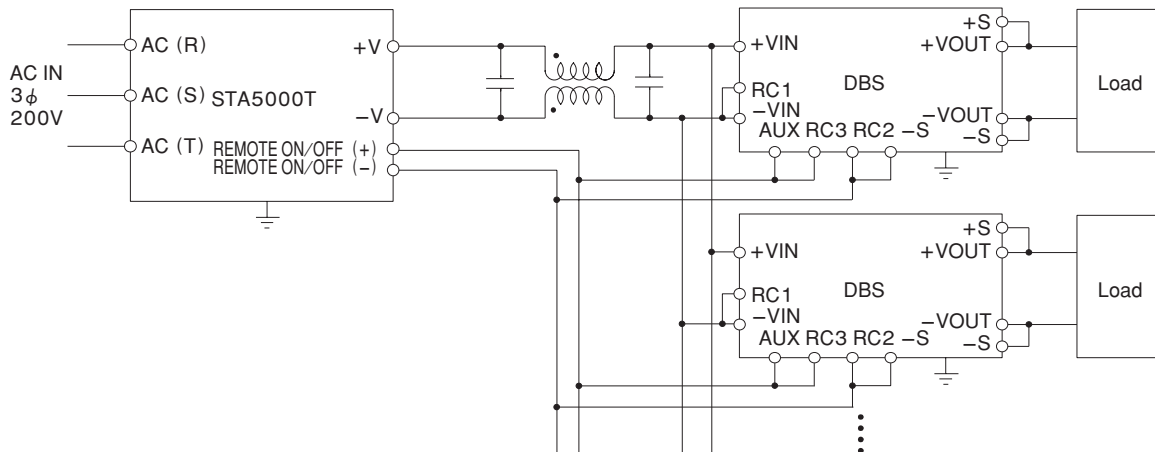 AC IN
3φ
200V
AC (R)
AC (S) STA5000T
AC (T)
+V
−V
REMOTE ON/OFF (+)
REMOTE ON/OFF (−)
+VIN
RC1
−VIN
DBS
+S
+VOUT
−VOUT
−S
AUX RC3 RC2 −S
Load
+VIN
RC1
−VIN
DBS
+S
+VOUT
−VOUT
−S
AUX RC3 RC2 −S
Load